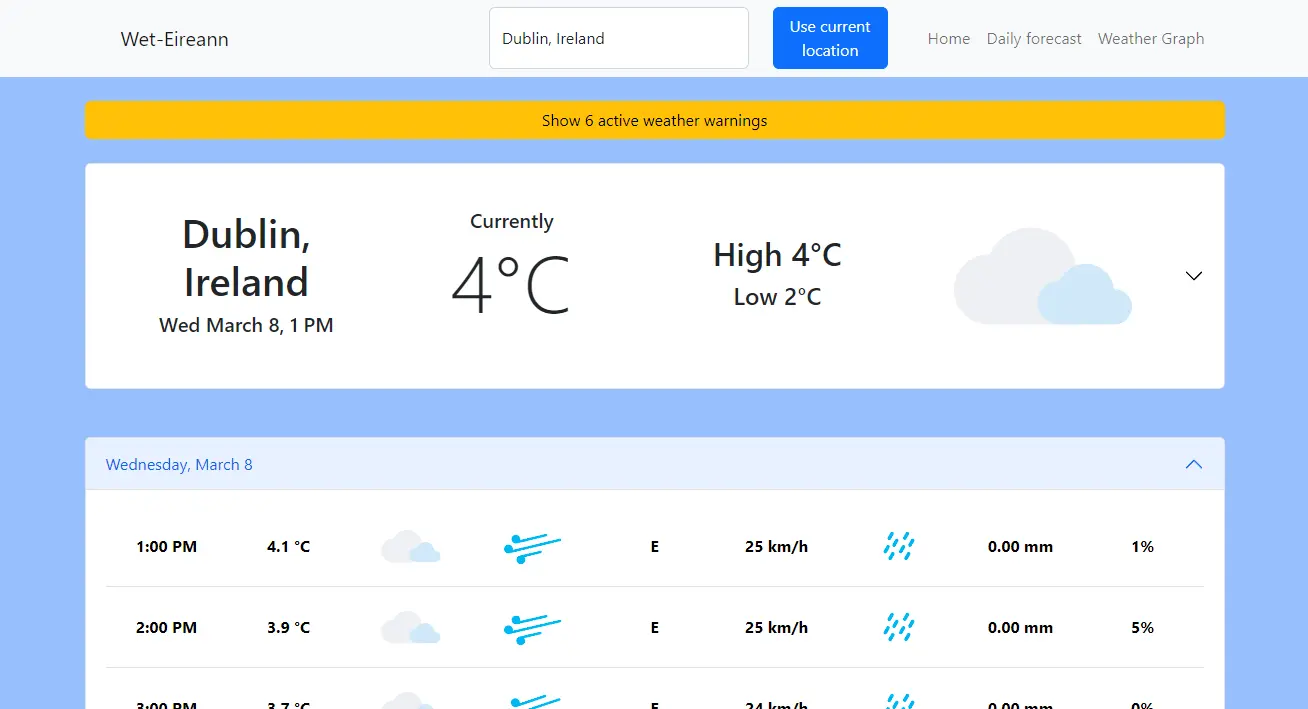 Wet-Eireann
Dublin, Ireland
Use current
location
Home Daily forecast Weather Graph
Show 6 active weather warnings
Dublin,
Ireland
Wed March 8, 1 PM
Currently
4°C
High 4°C
Low 2°C
Wednesday, March 8
1:00 PM 4.1 °C E 25 km/h 0.00 mm 1%
2:00 PM 3.9 °C E 25 km/h 0.00 mm 5%
3:00 PM 3.7 °C E 24 km/h 0.00 mm 0%